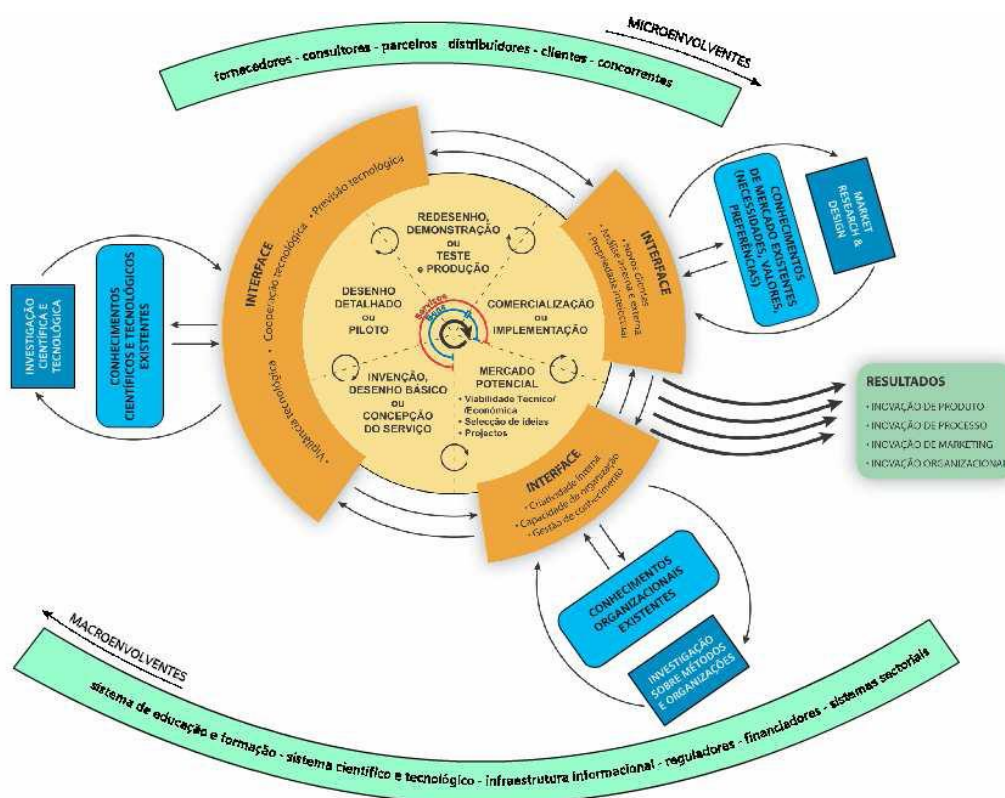 MICROENVOLVENTES
fornecedores - consultores - parceiros distribuidores - clientes - concorrentes
INTERFACE
• Vigilância tecnológica • Cooperação tecnológica • Previsão tecnológica
REDESENHO,
DEMONSTRAÇÃO
ou
TESTE
e PRODUÇÃO
DESENHO
DETALHADO
ou
PILOTO
COMERCIALIZAÇÃO
ou
IMPLEMENTAÇÃO
Serviços
Bens
INVENÇÃO,
DESENHO BÁSICO
ou
CONCEPÇÃO
DO SERVIÇO
MERCADO
POTENCIAL
• Viabilidade Técnico/
/Económica
• Selecção de ideias
• Projectos
INTERFACE
• Novos clientes
• Análise interna e externa
• Propriedade intelectual
CONHECIMENTOS
DE MERCADO EXISTENTES
(NECESSIDADES, VALORES,
PREFERÊNCIAS)
MARKET
RESEARCH &
DESIGN
INVESTIGAÇÃO
CIENTÍFICA E
TECNOLÓGICA
CONHECIMENTOS
CIENTÍFICOS E TECNOLÓGICOS
EXISTENTES
RESULTADOS
• INOVAÇÃO DE PRODUTO
• INOVAÇÃO DE PROCESSO
• INOVAÇÃO DE MARKETING
• INOVAÇÃO ORGANIZACIONAL
INTERFACE
• Criatividade interna
• Capacidade de organização
• Gestão de conhecimento
CONHECIMENTOS
ORGANIZACIONAIS
EXISTENTES
INVESTIGAÇÃO
SOBRE MÉTODOS
E ORGANIZAÇÕES
MACROENVOLVENTES
sistema de educação e formação - sistema científico e tecnológico - infraestrutura informacional - reguladores - financiadores - sistemas sectoriais